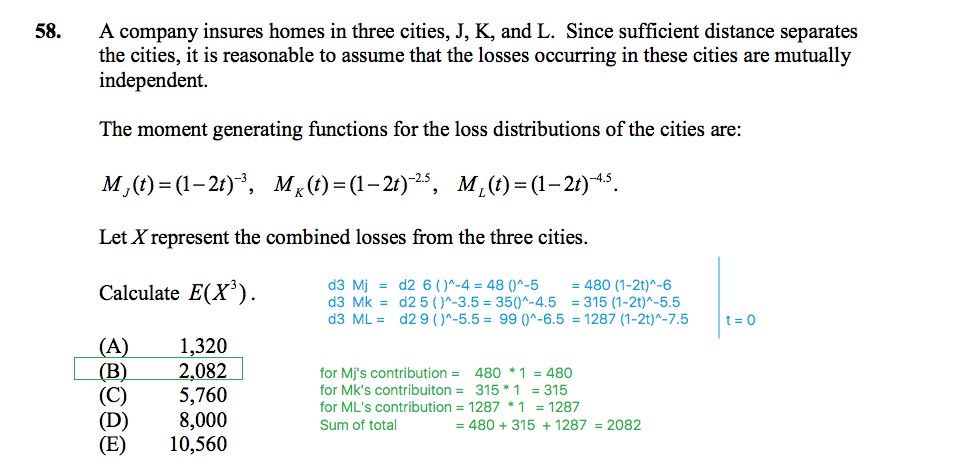 58. A company insures homes in three cities, J, K, and L. Since sufficient distance separates
the cities, it is reasonable to assume that the losses occurring in these cities are mutually
independent.
The moment generating functions for the loss distributions of the cities are:
M_J(t) = (1−2t)^−3, M_K(t) = (1−2t)^−2.5, M_L(t) = (1−2t)^−4.5.
Let X represent the combined losses from the three cities.
Calculate E(X³).
d3 Mj = d2 6 ( )^-4 = 48 ()^-5 = 480 (1-2t)^-6
d3 Mk = d2 5 ( )^-3.5 = 35()^-4.5 = 315 (1-2t)^-5.5
d3 ML = d2 9 ( )^-5.5 = 99 ()^-6.5 = 1287 (1-2t)^-7.5
t = 0
(A) 1,320
(B) 2,082
(C) 5,760
(D) 8,000
(E) 10,560
for Mj's contribution = 480 * 1 = 480
for Mk's contribuiton = 315 * 1 = 315
for ML's contribution = 1287 * 1 = 1287
Sum of total = 480 + 315 + 1287 = 2082